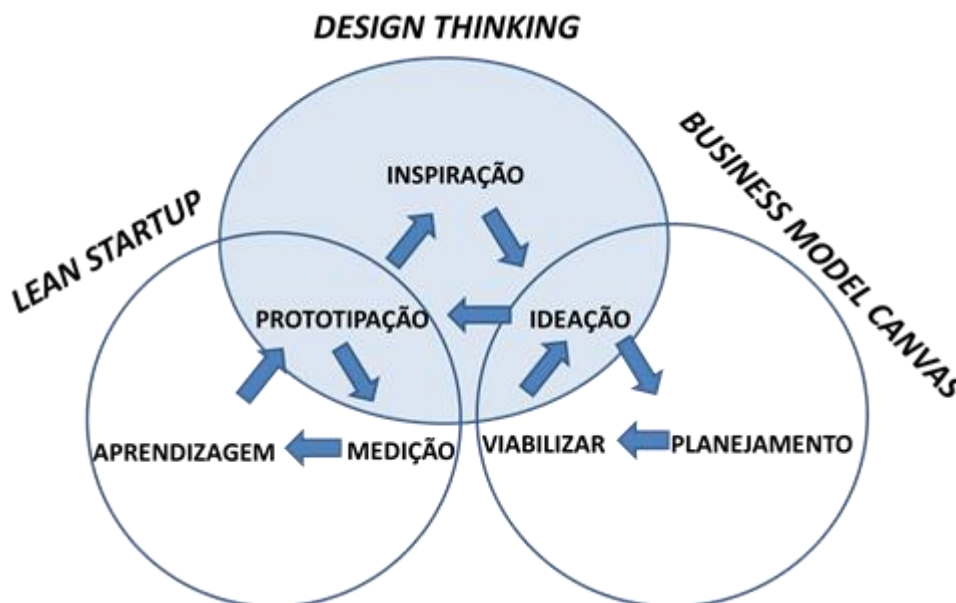 DESIGN THINKING
LEAN STARTUP
BUSINESS MODEL CANVAS
INSPIRAÇÃO
PROTOTIPAÇÃO
IDEAÇÃO
APRENDIZAGEM
MEDIÇÃO
VIABILIZAR
PLANEJAMENTO